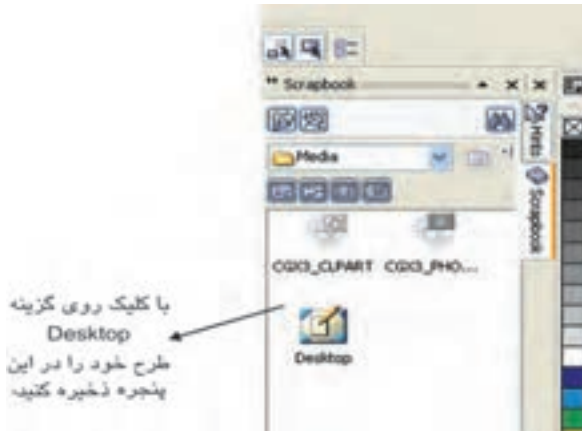 Scrapbook
Media
Hints
Scrapbook
CGX3_CLPART CGX3_PHO...
Desktop
با کلیک روی گزینه
Desktop
طرح خود را در این
پنجره ذخیره کنید.